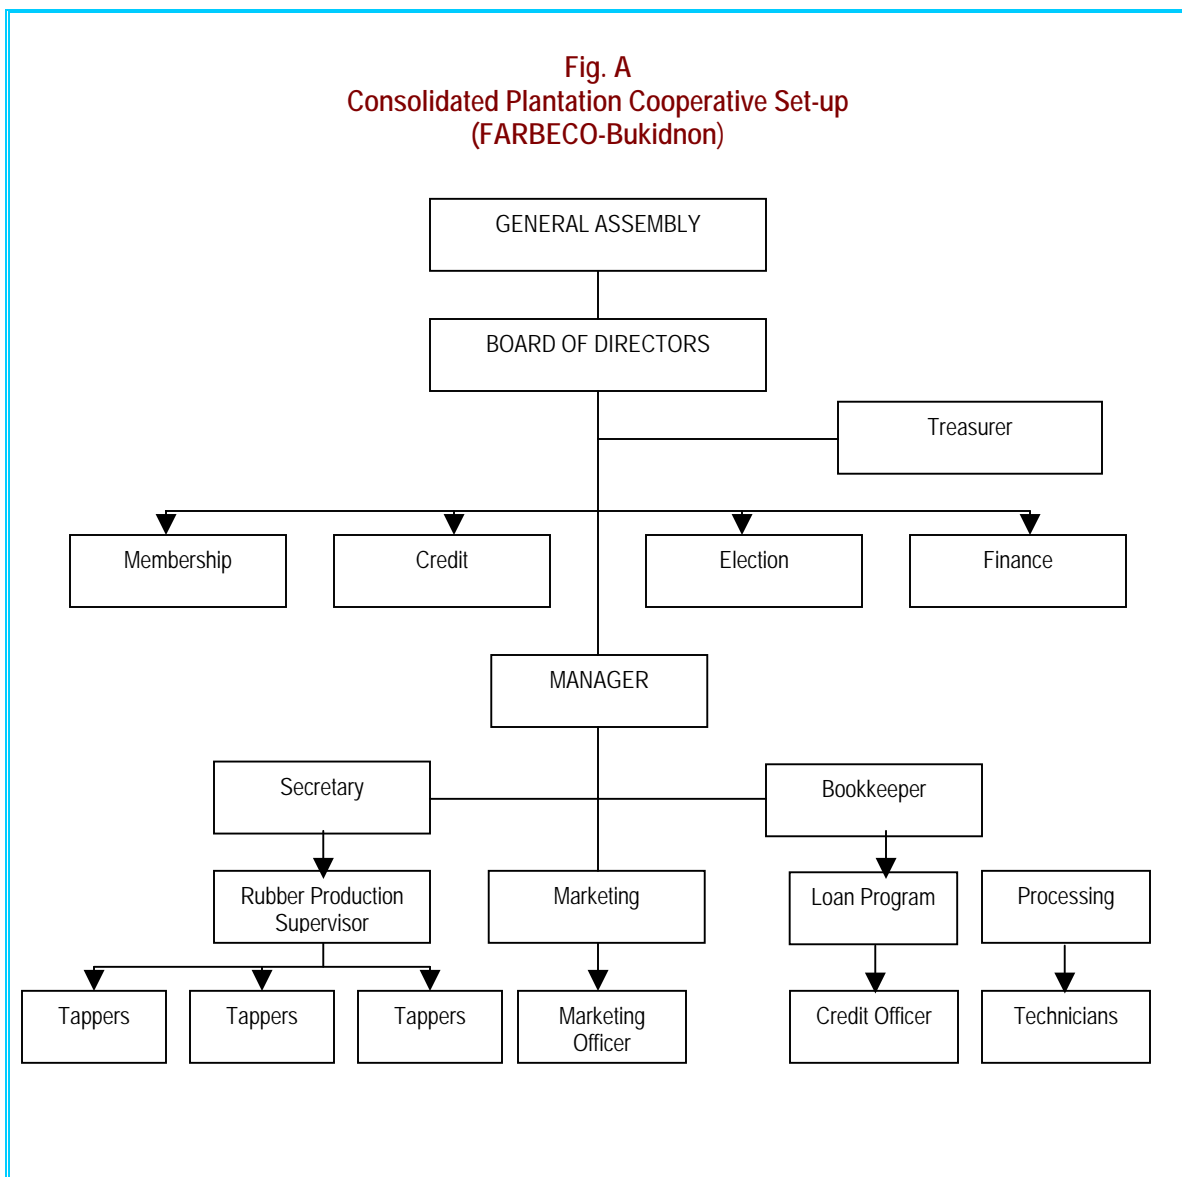 Fig. A
Consolidated Plantation Cooperative Set-up
(FARBECO-Bukidnon)
GENERAL ASSEMBLY
BOARD OF DIRECTORS
Treasurer
Membership
Credit
Election
Finance
MANAGER
Secretary
Bookkeeper
Rubber Production
Supervisor
Marketing
Loan Program
Processing
Tappers
Tappers
Tappers
Marketing
Officer
Credit Officer
Technicians